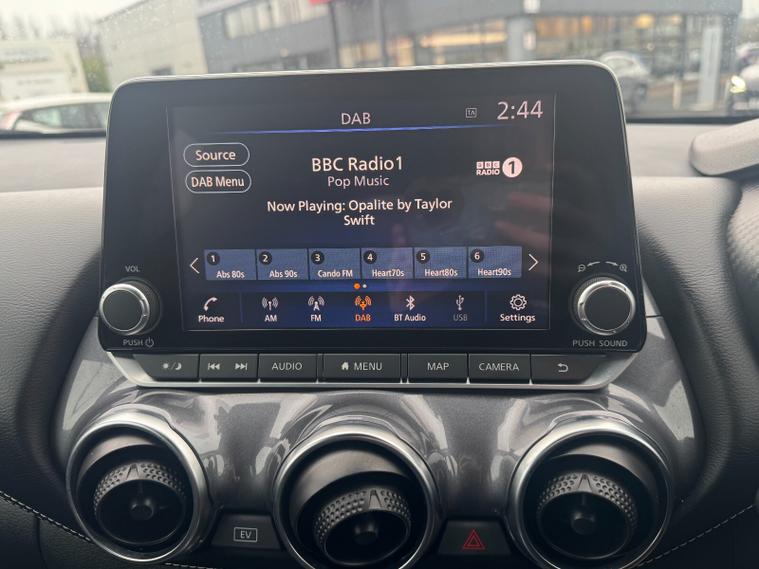 DAB
TA
2:44
Source
BBC Radio1
BBC
RADIO 1
DAB Menu
Pop Music
Now Playing: Opalite by Taylor
Swift
1 2 3 4 5 6
Abs 80s Abs 90s Cando FM Heart70s Heart80s Heart90s
VOL
Phone AM FM DAB BT Audio USB Settings
PUSH
PUSH SOUND
AUDIO MENU MAP CAMERA
EV